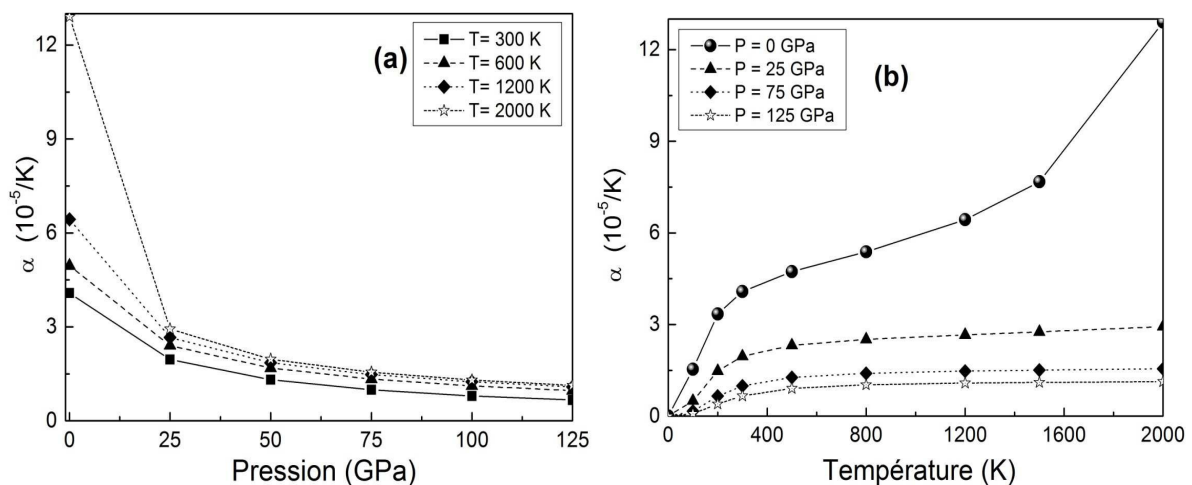 (a)
T= 300 K
T= 600 K
T= 1200 K
T= 2000 K
12
9
6
3
0
α (10⁻⁵/K)
0 25 50 75 100 125
Pression (GPa)
(b)
P = 0 GPa
P = 25 GPa
P = 75 GPa
P = 125 GPa
12
9
6
3
0
α (10⁻⁵/K)
0 400 800 1200 1600 2000
Température (K)